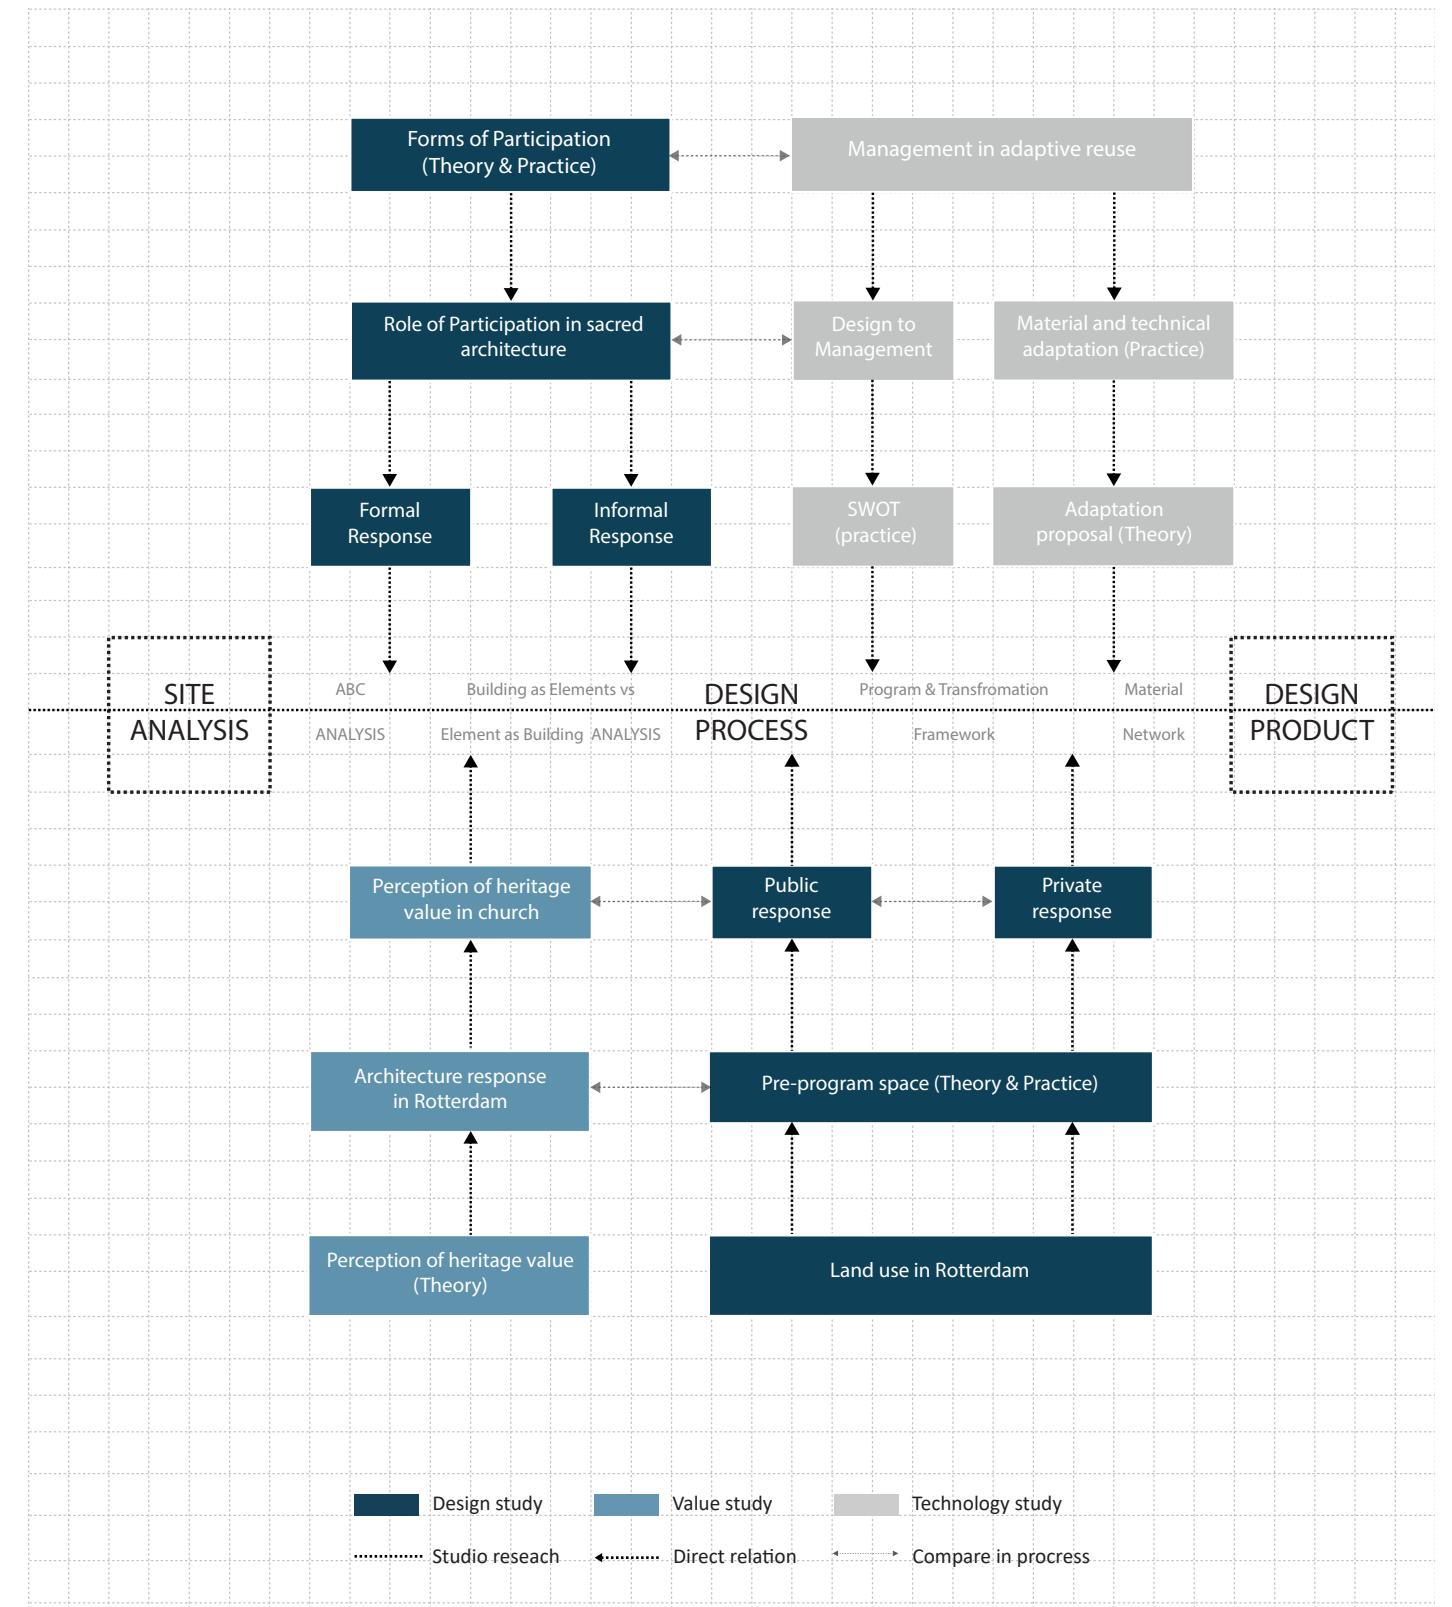 Forms of Participation
(Theory & Practice)
Management in adaptive reuse
Role of Participation in sacred
architecture
Design to
Management
Material and technical
adaptation (Practice)
Formal
Response
Informal
Response
SWOT
(practice)
Adaptation
proposal (Theory)
SITE
ANALYSIS
ABC
ANALYSIS
Building as Elements vs
Element as Building ANALYSIS
DESIGN
PROCESS
Program & Transfromation
Framework
Material
Network
DESIGN
PRODUCT
Perception of heritage
value in church
Public
response
Private
response
Architecture response
in Rotterdam
Pre-program space (Theory & Practice)
Perception of heritage value
(Theory)
Land use in Rotterdam
Design study
Value study
Technology study
Studio reseach
Direct relation
Compare in procress